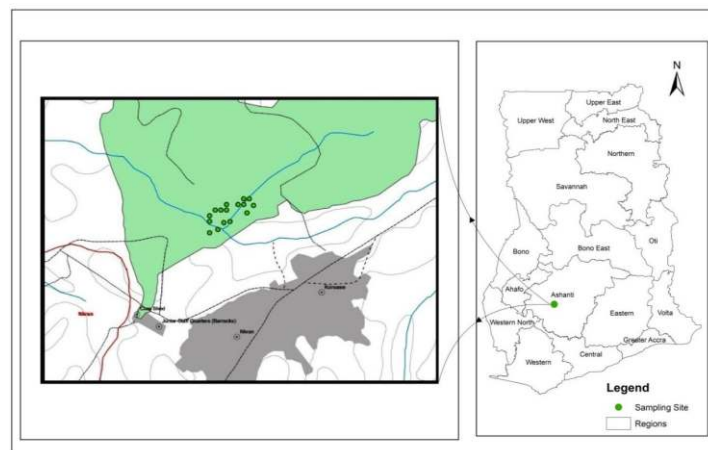 N
Upper East
Upper West
North East
Northern
Savannah
Bono
Bono East
Oti
Ahafo
Ashanti
Western North
Eastern
Volta
Greater Accra
Western
Central
Legend
Sampling Site
Regions